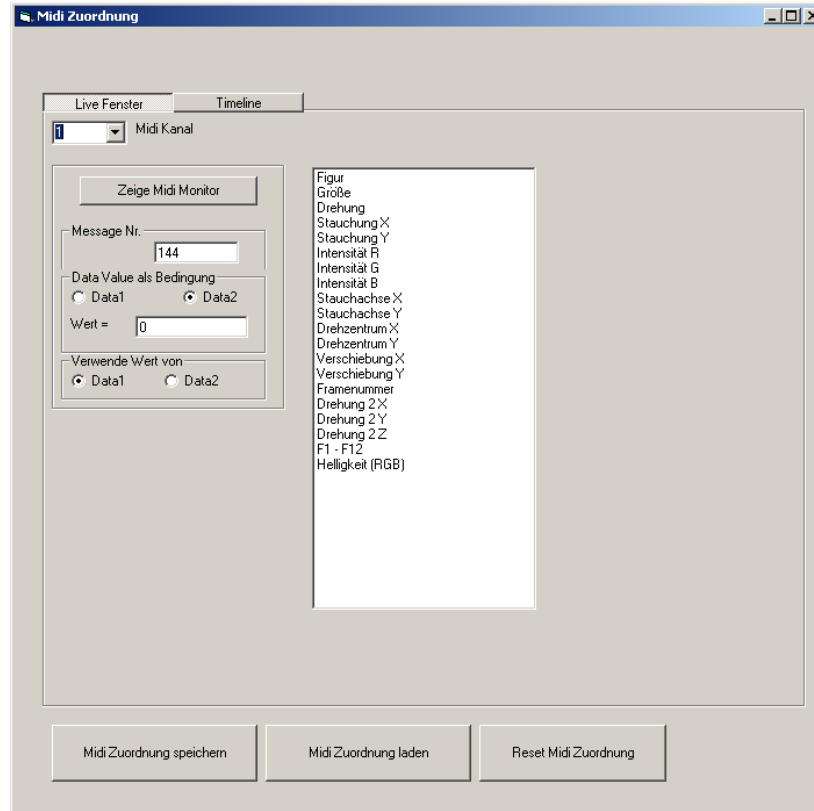 Midi Zuordnung
Live Fenster Timeline
1 Midi Kanal
Zeige Midi Monitor
Message Nr.
144
Data Value als Bedingung
Data1 Data2
Wert = 0
Verwende Wert von
Data1 Data2
Figur
Größe
Drehung
Stauchung X
Stauchung Y
Intensität R
Intensität G
Intensität B
Stauchachse X
Stauchachse Y
Drehzentrum X
Drehzentrum Y
Verschiebung X
Verschiebung Y
Framenummer
Drehung 2 X
Drehung 2 Y
Drehung 2 Z
F1 - F12
Helligkeit (RGB)
Midi Zuordnung speichern Midi Zuordnung laden Reset Midi Zuordnung